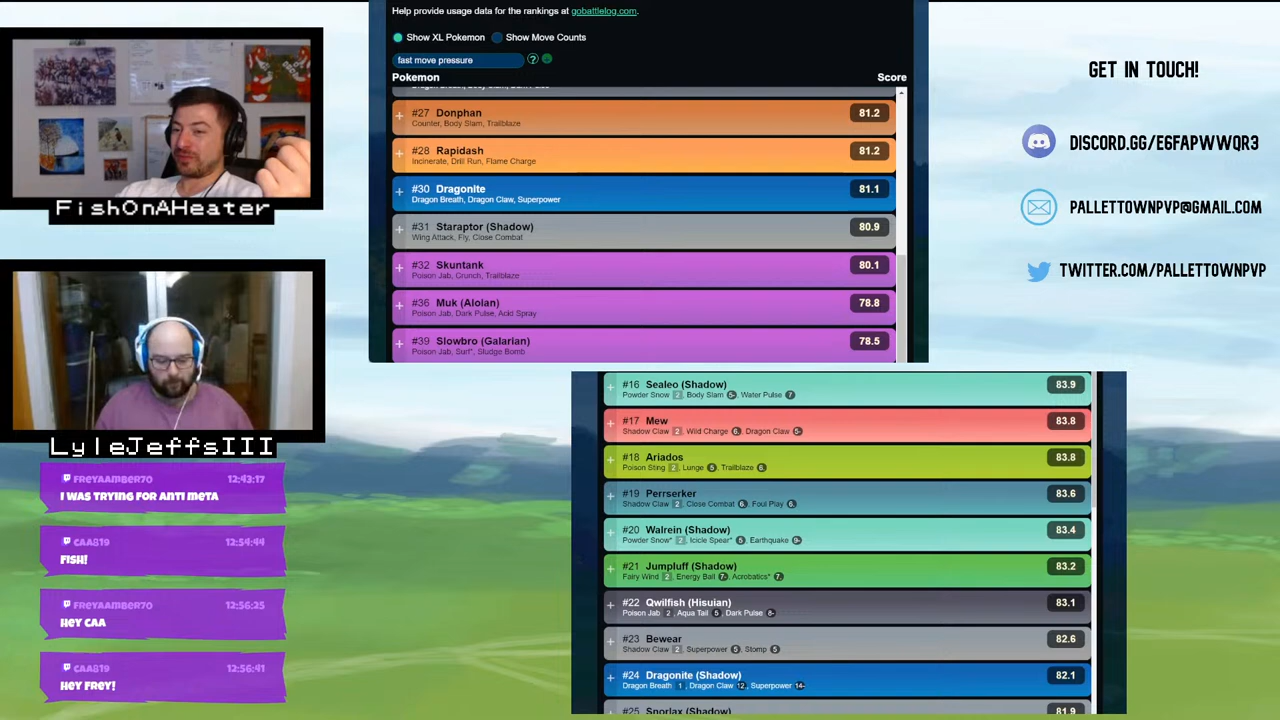 FishOnAHeater
LyleJeffsIII
FREYAAMBER70 12:43:17
I WAS TRYING FOR ANTI META
CAA819 12:54:44
FISH!
FREYAAMBER70 12:56:25
HEY CAA
CAA819 12:56:41
HEY FREY!
Help provide usage data for the rankings at gobattlelog.com.
Show XL Pokemon Show Move Counts
fast move pressure ?
Pokemon Score
#27 Donphan 81.2
Counter, Body Slam, Trailblaze
#28 Rapidash 81.2
Incinerate, Drill Run, Flame Charge
#30 Dragonite 81.1
Dragon Breath, Dragon Claw, Superpower
#31 Staraptor (Shadow) 80.9
Wing Attack, Fly, Close Combat
#32 Skuntank 80.1
Poison Jab, Crunch, Trailblaze
#36 Muk (Alolan) 78.8
Poison Jab, Dark Pulse, Acid Spray
#39 Slowbro (Galarian) 78.5
Poison Jab, Surf*, Sludge Bomb
#16 Sealeo (Shadow) 83.9
Powder Snow 2, Body Slam 5-, Water Pulse 7
#17 Mew 83.8
Shadow Claw 2, Wild Charge 6, Dragon Claw 5-
#18 Ariados 83.8
Poison Sting 2, Lunge 5, Trailblaze 6
#19 Perrserker 83.6
Shadow Claw 2, Close Combat 6, Foul Play 6
#20 Walrein (Shadow) 83.4
Powder Snow* 2, Icicle Spear* 5, Earthquake 9-
#21 Jumpluff (Shadow) 83.2
Fairy Wind 2, Energy Ball 7, Acrobatics* 7
#22 Qwilfish (Hisuian) 83.1
Poison Jab 2, Aqua Tail 5, Dark Pulse 8-
#23 Bewear 82.6
Shadow Claw 2, Superpower 5, Stomp 5
#24 Dragonite (Shadow) 82.1
Dragon Breath 1, Dragon Claw 12, Superpower 14-
#25 Snorlax (Shadow) 81.9
GET IN TOUCH!
DISCORD.GG/E6FAPWWQR3
PALLETTOWNPVP@GMAIL.COM
TWITTER.COM/PALLETTOWNPVP